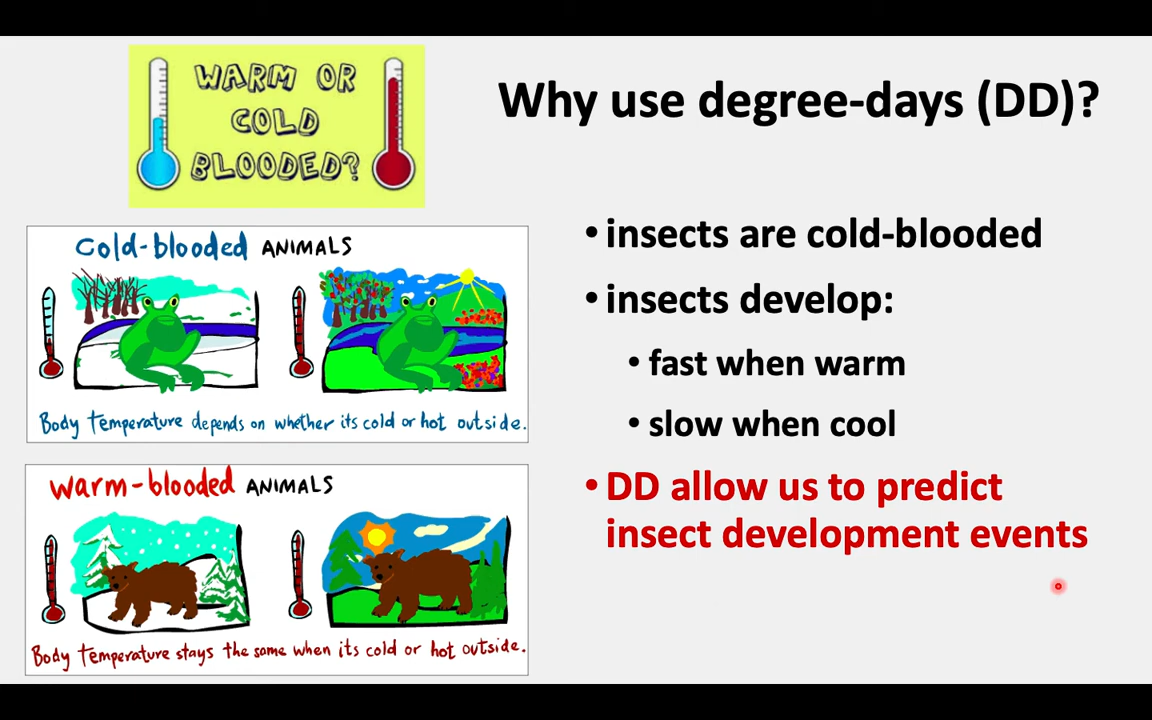 WARM OR
COLD
BLOODED?
Why use degree-days (DD)?
Cold-blooded ANIMALS
Body Temperature depends on whether its cold or hot outside.
Warm-blooded ANIMALS
Body Temperature stays the same when its cold or hot outside.
• insects are cold-blooded
• insects develop:
• fast when warm
• slow when cool
• DD allow us to predict
insect development events